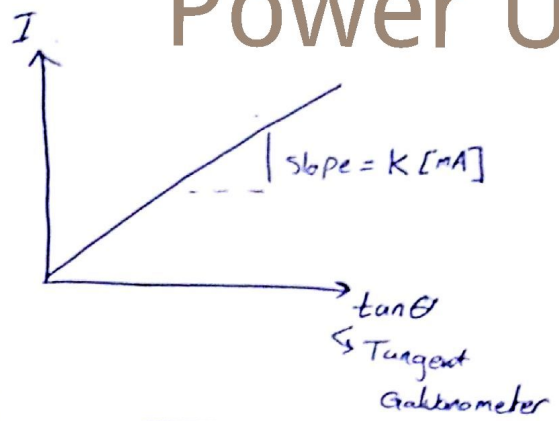 Power U
I
slope = K [mA]
tanθ
↳ Tangent
Galvanometer